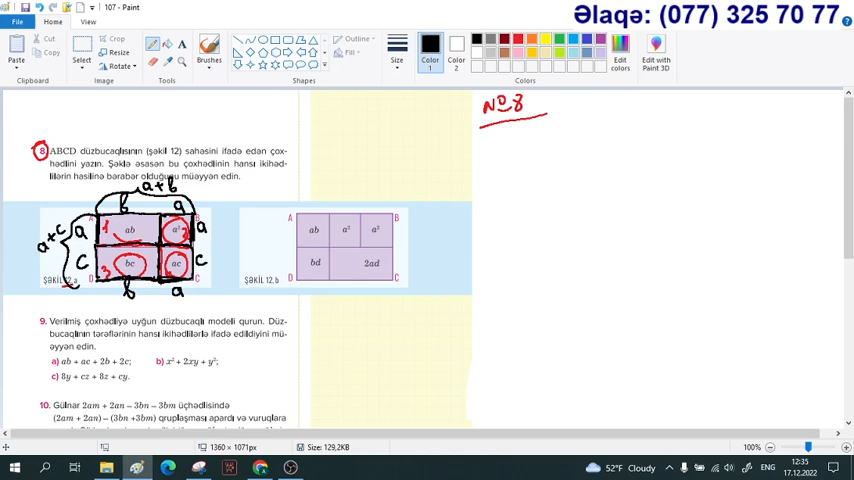 107 - Paint
Əlaqə: (077) 325 70 77
File Home View
Cut Crop Outline
Copy Resize Fill
Paste Select Rotate Brushes Size Color 1 Color 2 Edit colors Edit with Paint 3D
Clipboard Image Tools Shapes Colors
№8
8 ABCD düzbucaqlısının (şəkil 12) sahəsini ifadə edən çox-
hədlini yazın. Şəklə əsasən bu çoxhədlinin hansı ikihəd-
lilərin hasilinə bərabər olduğunu müəyyən edin.
a+b
b a
A B A B
a+c a 1 ab a² 2 a ab a² a²
c 3 bc ac c bd 2ad
D C D C
ŞƏKİL 12, a b a ŞƏKİL 12, b
9. Verilmiş çoxhədliyə uyğun düzbucaqlı modeli qurun. Düz-
bucaqlının tərəflərinin hansı ikihədlilərlə ifadə edildiyini mü-
əyyən edin.
a) ab + ac + 2b + 2c; b) x² + 2xy + y²;
c) 8y + cz + 8z + cy.
10. Gülnar 2am + 2an − 3bn − 3bm üçhədlisində
(2am + 2an) − (3bn +3bm) qruplaşması apardı və vuruqlara
1360 × 1071px Size: 129,2KB 100%
52°F Cloudy ENG 12:35
17.12.2022